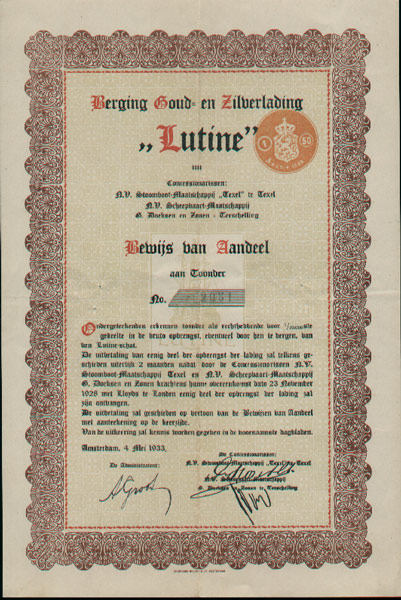 Berging Goud- en Zilverlading
„Lutine”
Concessionarissen:
N.V. Stoomboot-Maatschappij „Texel” te Texel
N.V. Scheepvaart-Maatschappij
G. Doeksen en Zonen - Terschelling
1 50
Bewijs van Aandeel
aan Toonder
No. 2031
Ondergeteekenden erkennen toonder als rechthebbende voor
gedeelte in de bruto opbrengst, eventueel door hen te bergen, van
den Lutine-schat.
De uitbetaling van eenig deel der opbrengst der lading zal telkens ge-
schieden uiterlijk 2 maanden nadat door de Concessionarissen N.V.
Stoomboot-Maatschappij Texel en N.V. Scheepvaart-Maatschappij
G. Doeksen en Zonen krachtens hunne overeenkomst dato 23 November
1928 met Lloyds te Londen eenig deel der opbrengst der lading zal
zijn ontvangen.
De uitbetaling zal geschieden op vertoon van de Bewijzen van Aandeel
met aanteekening op de keerzijde.
Van de uitkeering zal kennis worden gegeven in de voornaamste dagbladen.
Amsterdam, 4 Mei 1933.
De Concessionarissen:
De Administrateur:
N.V. Stoomboot-Maatschappij „Texel” te Texel
N.V. Scheepvaart-Maatschappij
G. Doeksen en Zonen te Terschelling